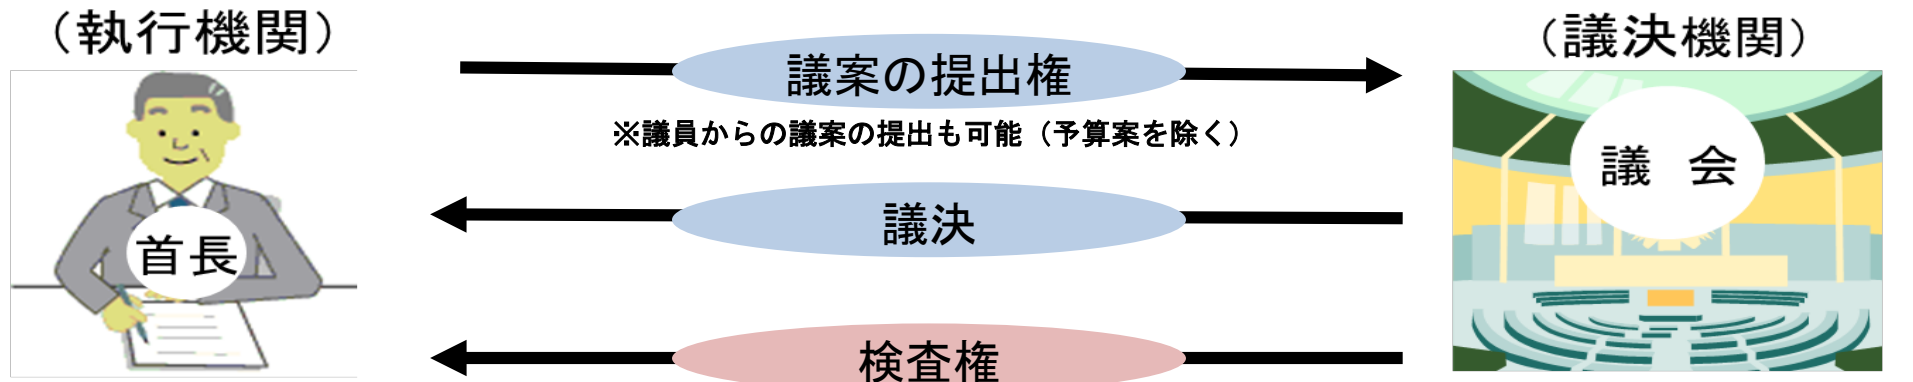 （執行機関）
（議決機関）
議案の提出権
※議員からの議案の提出も可能（予算案を除く）
議　会
議決
首長
検査権